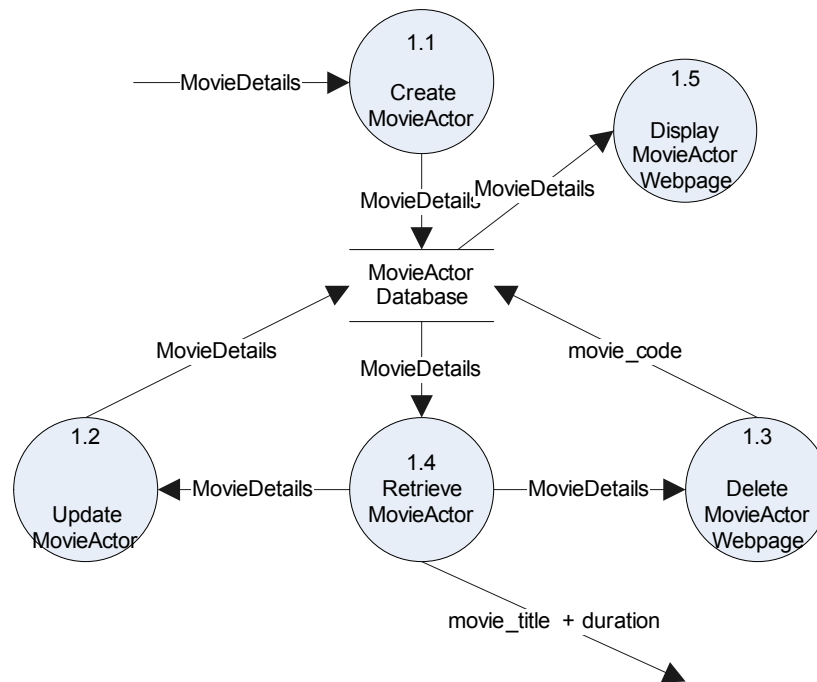 1.1
Create
MovieActor
MovieDetails
1.5
Display
MovieActor
Webpage
MovieDetails
MovieDetails
MovieActor
Database
MovieDetails
movie_code
MovieDetails
1.2
Update
MovieActor
MovieDetails
1.4
Retrieve
MovieActor
MovieDetails
1.3
Delete
MovieActor
Webpage
movie_title + duration